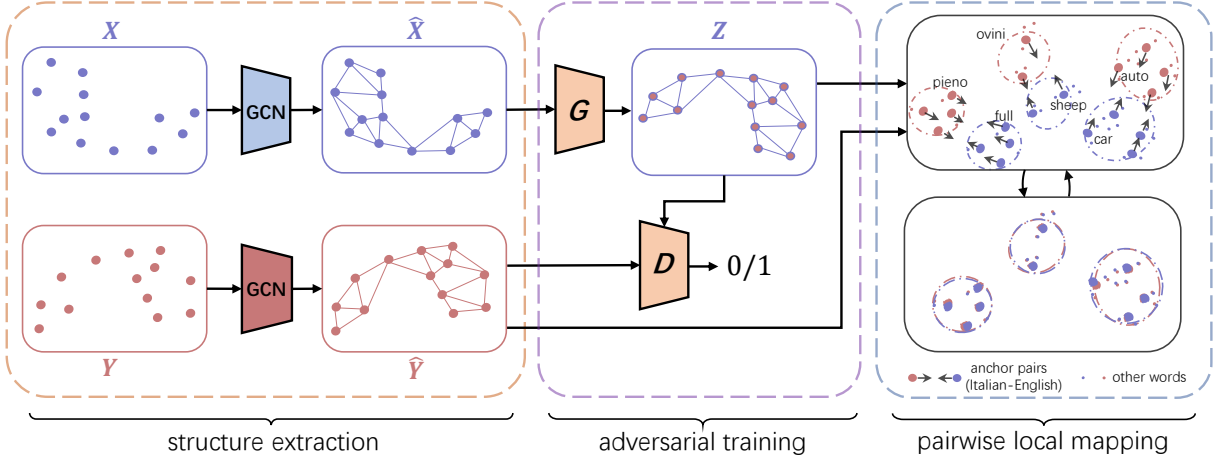 X
X̂
Z
GCN
G
ovini
pieno
auto
sheep
full
car
GCN
D
0/1
Y
Ŷ
anchor pairs
(Italian-English)
other words
structure extraction
adversarial training
pairwise local mapping